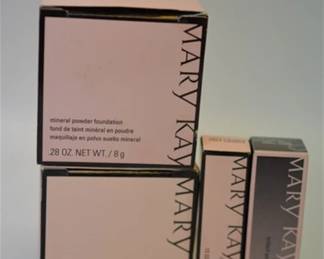 mineral powder foundation
fond de teint minéral en poudre
maquillaje en polvo suelto mineral
.28 OZ. NET WT./8 g
MARY KAY
MARY
MARY KAY
MARY KAY